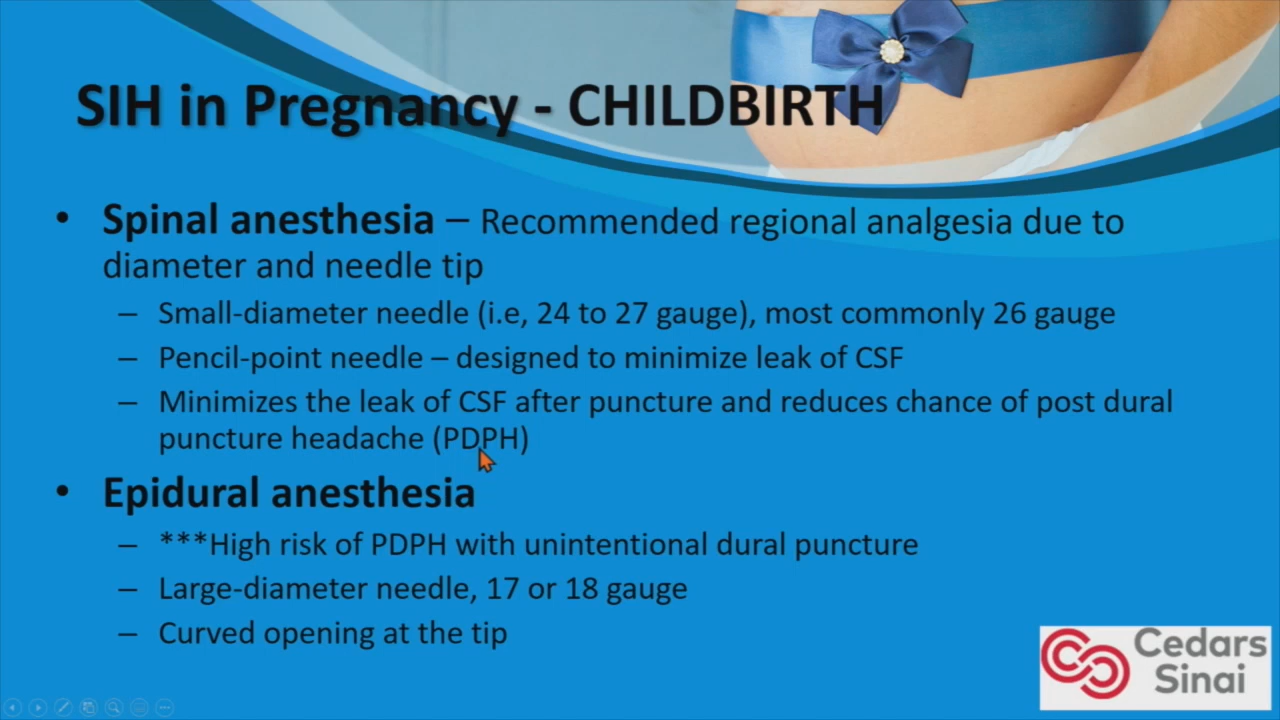 SIH in Pregnancy - CHILDBIRTH
• Spinal anesthesia – Recommended regional analgesia due to
diameter and needle tip
– Small-diameter needle (i.e, 24 to 27 gauge), most commonly 26 gauge
– Pencil-point needle – designed to minimize leak of CSF
– Minimizes the leak of CSF after puncture and reduces chance of post dural
puncture headache (PDPH)
• Epidural anesthesia
– ***High risk of PDPH with unintentional dural puncture
– Large-diameter needle, 17 or 18 gauge
– Curved opening at the tip
Cedars
Sinai